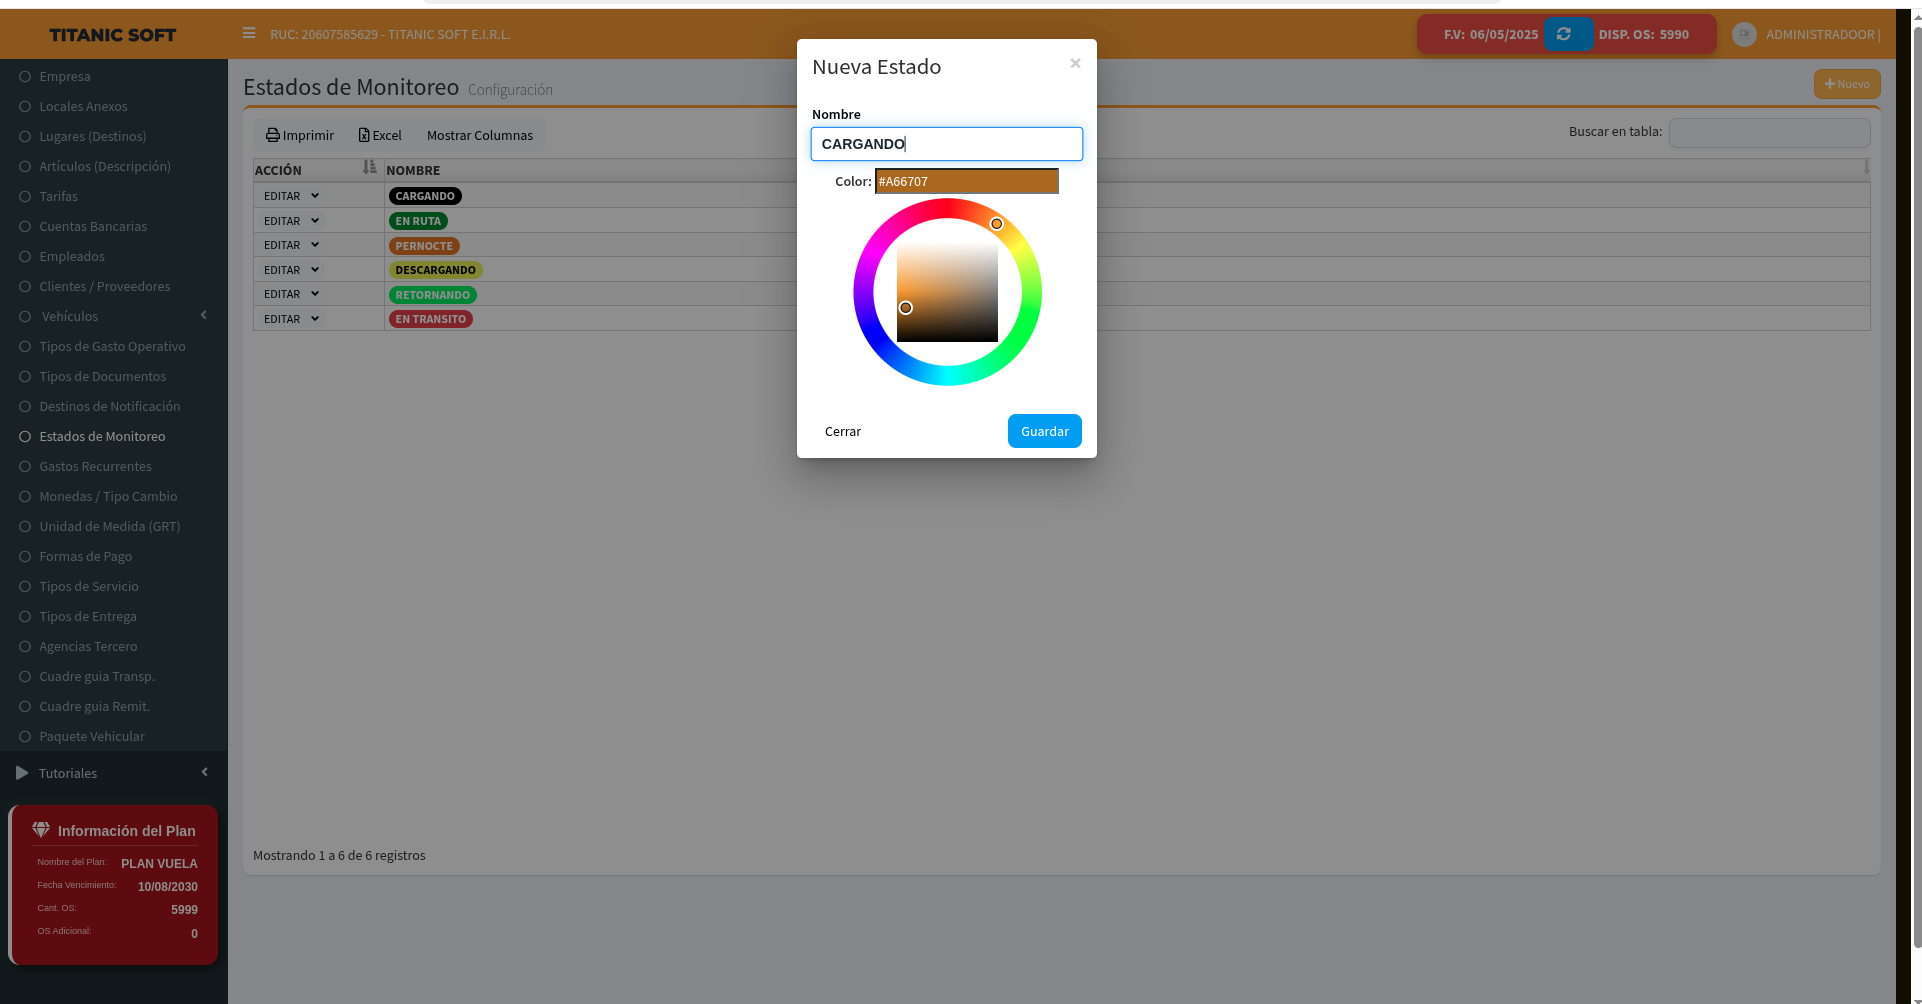 TITANIC SOFT
RUC: 20607585629 - TITANIC SOFT E.I.R.L.
F.V: 06/05/2025
DISP. OS: 5990
ADMINISTRADOOR |
Empresa
Locales Anexos
Lugares (Destinos)
Artículos (Descripción)
Tarifas
Cuentas Bancarias
Empleados
Clientes / Proveedores
Vehículos
Tipos de Gasto Operativo
Tipos de Documentos
Destinos de Notificación
Estados de Monitoreo
Gastos Recurrentes
Monedas / Tipo Cambio
Unidad de Medida (GRT)
Formas de Pago
Tipos de Servicio
Tipos de Entrega
Agencias Tercero
Cuadre guia Transp.
Cuadre guia Remit.
Paquete Vehicular
Tutoriales
Información del Plan
Nombre del Plan: PLAN VUELA
Fecha Vencimiento: 10/08/2030
Cant. OS: 5999
OS Adicional: 0
Estados de Monitoreo Configuración
+ Nuevo
Imprimir Excel Mostrar Columnas
Buscar en tabla:
ACCIÓN NOMBRE
EDITAR CARGANDO
EDITAR EN RUTA
EDITAR PERNOCTE
EDITAR DESCARGANDO
EDITAR RETORNANDO
EDITAR EN TRANSITO
Mostrando 1 a 6 de 6 registros
Nueva Estado
×
Nombre
CARGANDO
Color: #A66707
Cerrar
Guardar